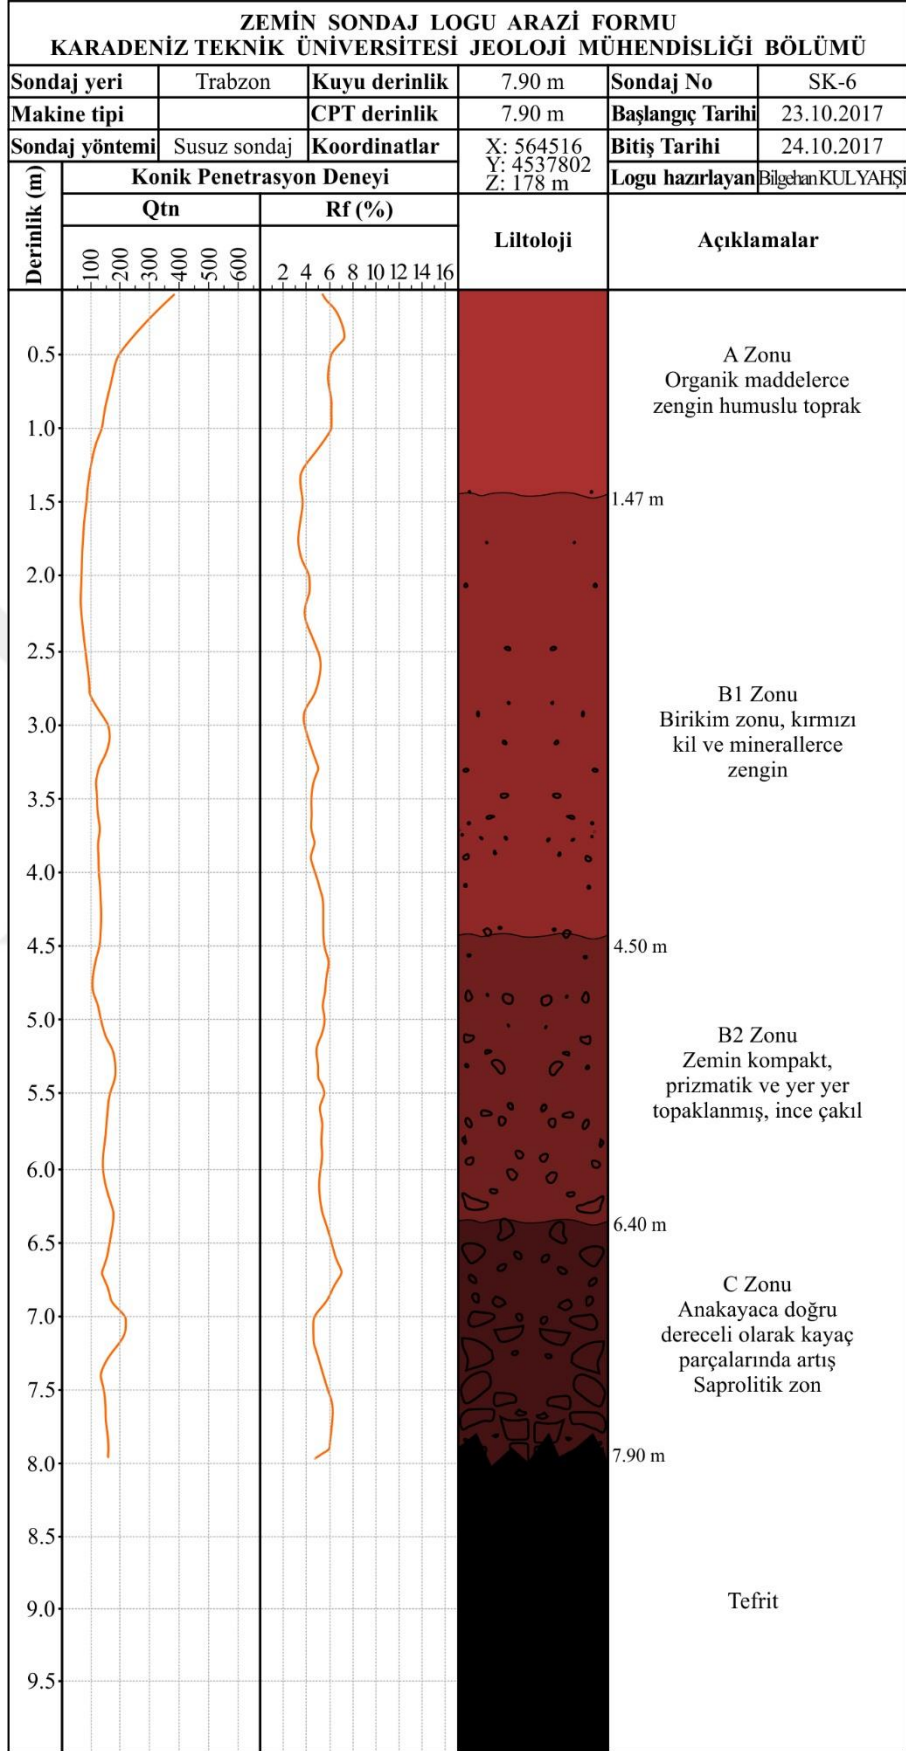 ZEMİN SONDAJ LOGU ARAZİ FORMU
KARADENİZ TEKNİK ÜNİVERSİTESİ JEOLOJİ MÜHENDİSLİĞİ BÖLÜMÜ
Sondaj yeri Trabzon Kuyu derinlik 7.90 m Sondaj No SK-6
Makine tipi CPT derinlik 7.90 m Başlangıç Tarihi 23.10.2017
Sondaj yöntemi Susuz sondaj Koordinatlar X: 564516 Bitiş Tarihi 24.10.2017
Y: 4537802
Z: 178 m
Logu hazırlayan Bilgehan KUL YAHŞİ
Derinlik (m)
Konik Penetrasyon Deneyi
Qtn Rf (%)
Liltoloji Açıklamalar
100 200 300 400 500 600 2 4 6 8 10 12 14 16
0.5
A Zonu
Organik maddelerce
zengin humuslu toprak
1.0
1.47 m
1.5
2.0
2.5
B1 Zonu
Birikim zonu, kırmızı
kil ve minerallerce
zengin
3.0
3.5
4.0
4.50 m
4.5
5.0
B2 Zonu
Zemin kompakt,
prizmatik ve yer yer
topaklanmış, ince çakıl
5.5
6.0
6.40 m
6.5
C Zonu
Anakayaca doğru
dereceli olarak kayaç
parçalarında artış
Saprolitik zon
7.0
7.5
7.90 m
8.0
8.5
9.0
Tefrit
9.5